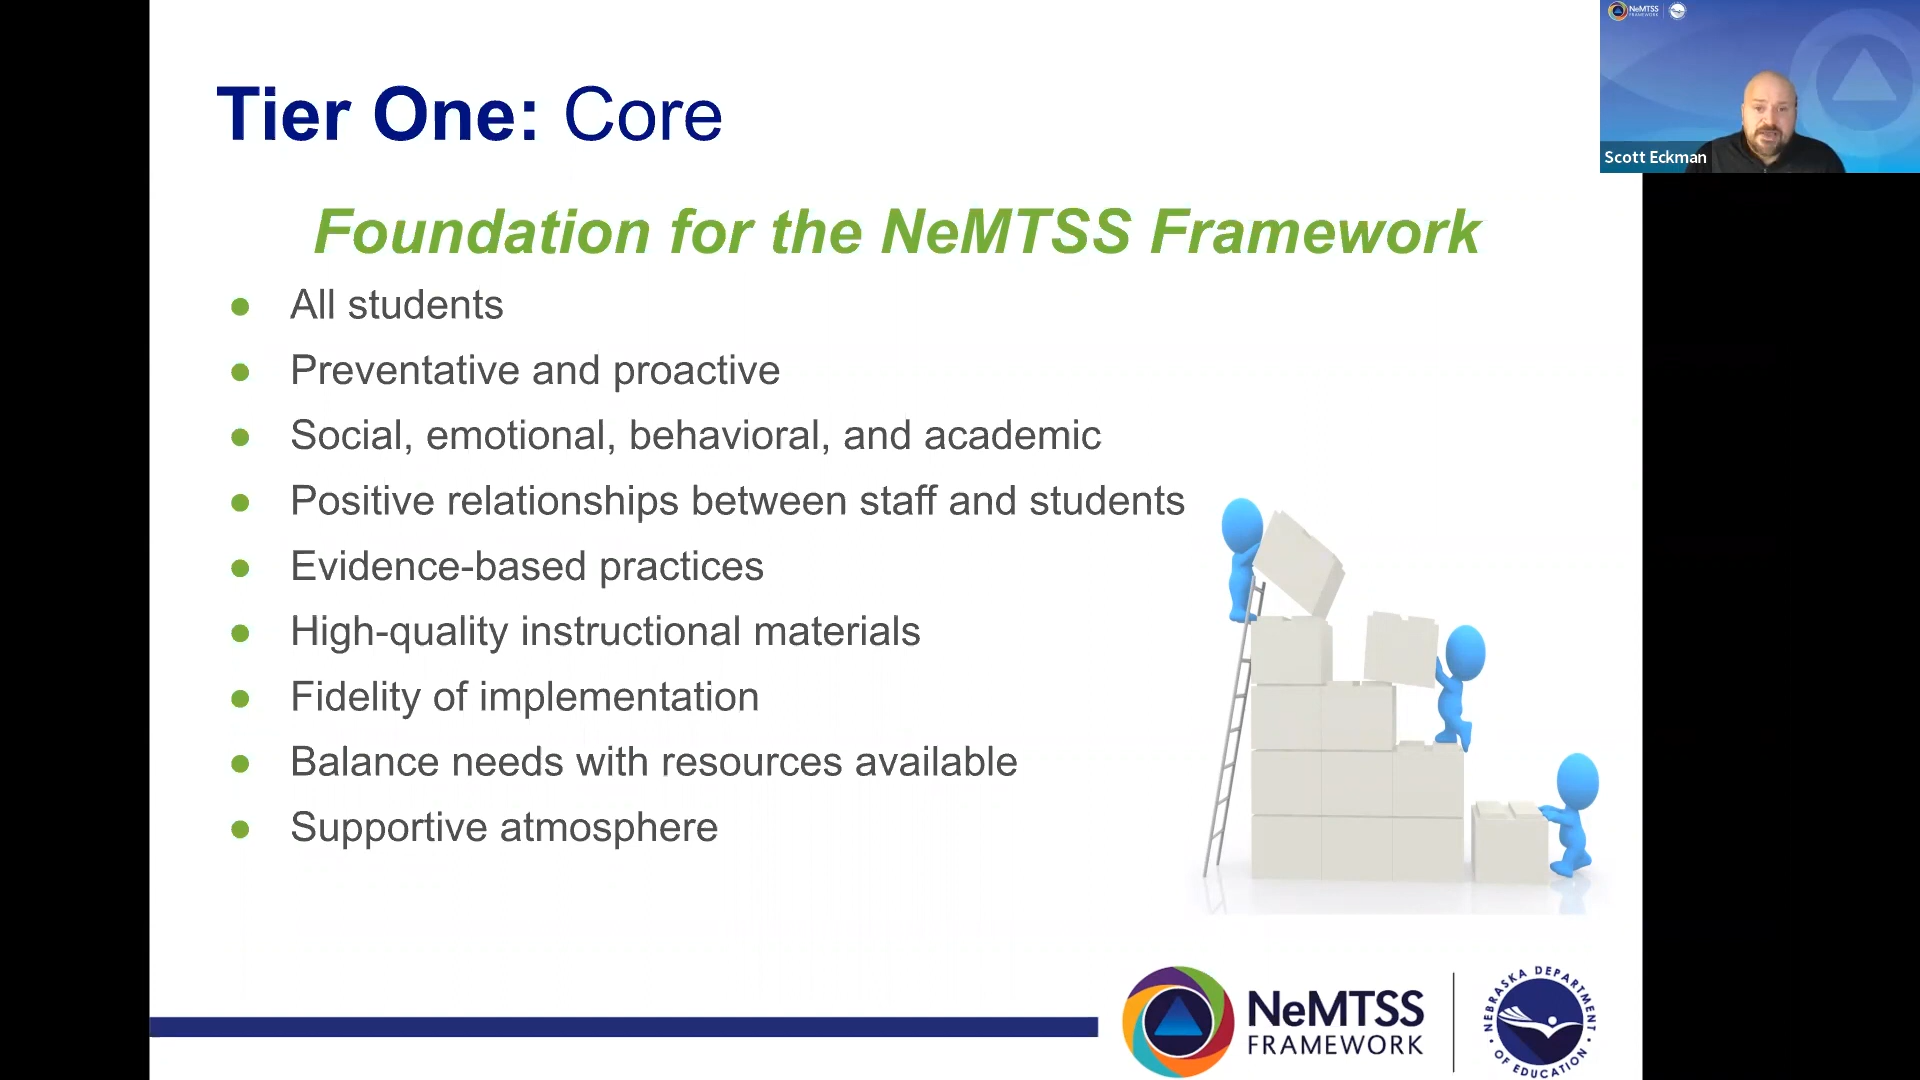 NeMTSS
FRAMEWORK
Scott Eckman
Tier One: Core
Foundation for the NeMTSS Framework
● All students
● Preventative and proactive
● Social, emotional, behavioral, and academic
● Positive relationships between staff and students
● Evidence-based practices
● High-quality instructional materials
● Fidelity of implementation
● Balance needs with resources available
● Supportive atmosphere
NeMTSS
FRAMEWORK
NEBRASKA DEPARTMENT
• OF EDUCATION •